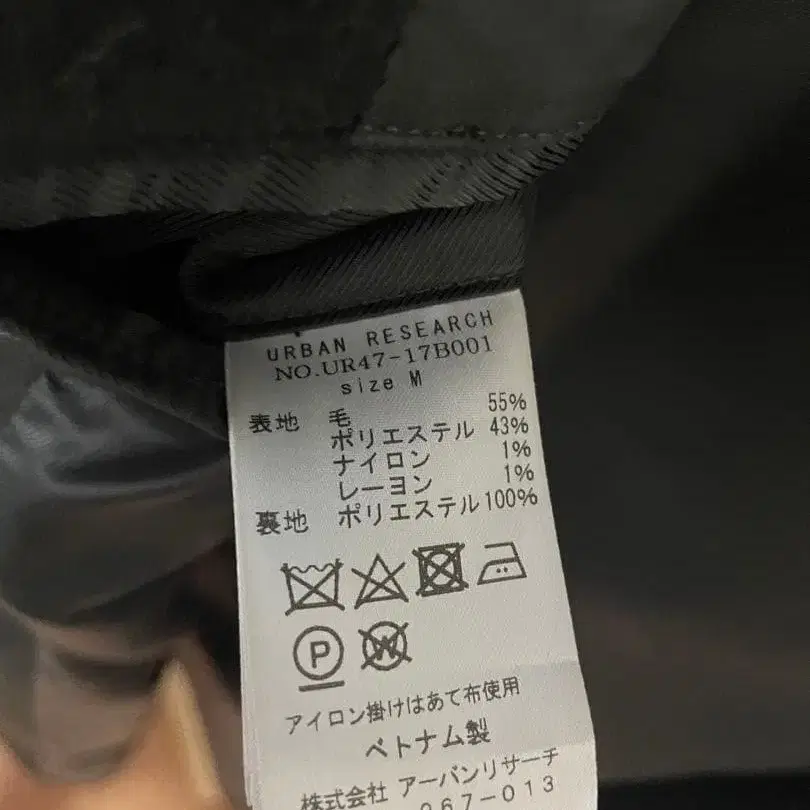 URBAN RESEARCH
NO.UR47-17B001
size M
表地 毛 55%
ポリエステル 43%
ナイロン 1%
レーヨン 1%
裏地 ポリエステル 100%
P W
アイロン掛けはあて布使用
ベトナム製
株式会社 アーバンリサーチ
067-013